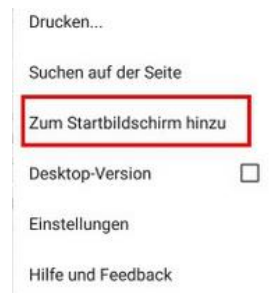 Drucken...
Suchen auf der Seite
Zum Startbildschirm hinzu
Desktop-Version
Einstellungen
Hilfe und Feedback